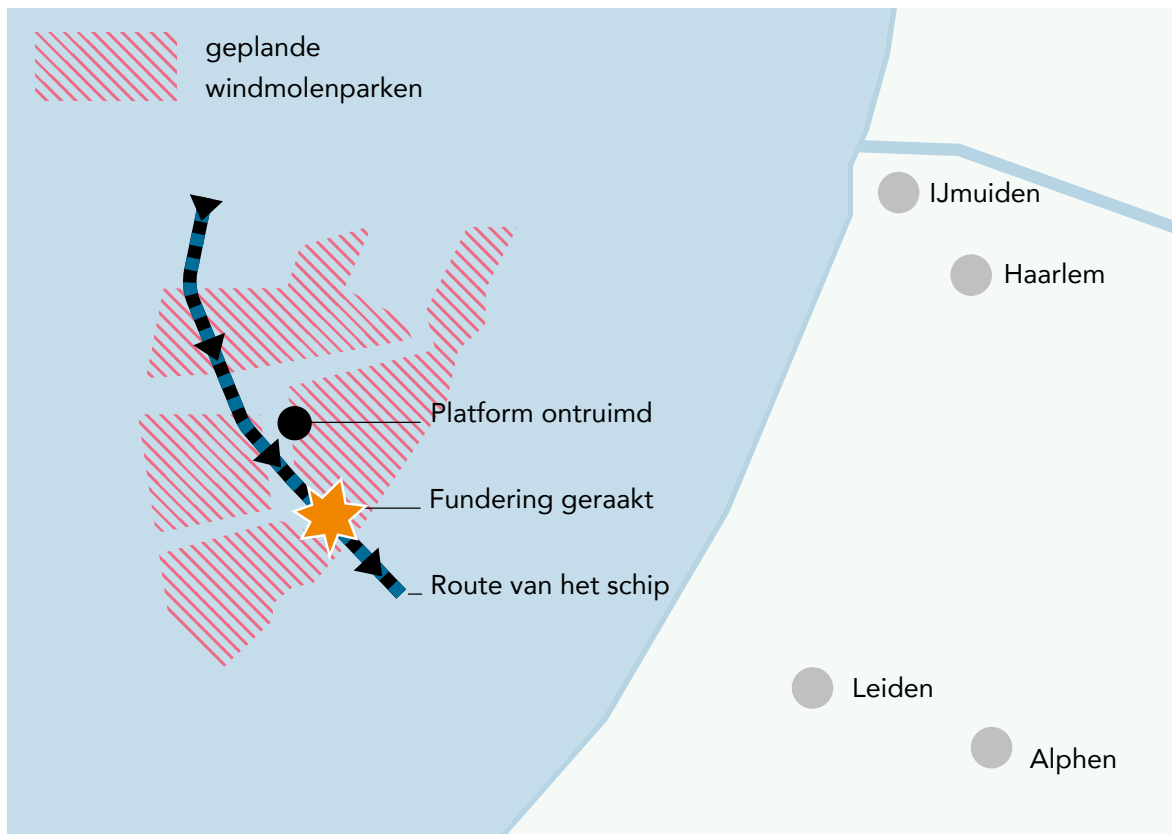 geplande
windmolenparken
IJmuiden
Haarlem
Platform ontruimd
Fundering geraakt
Route van het schip
Leiden
Alphen